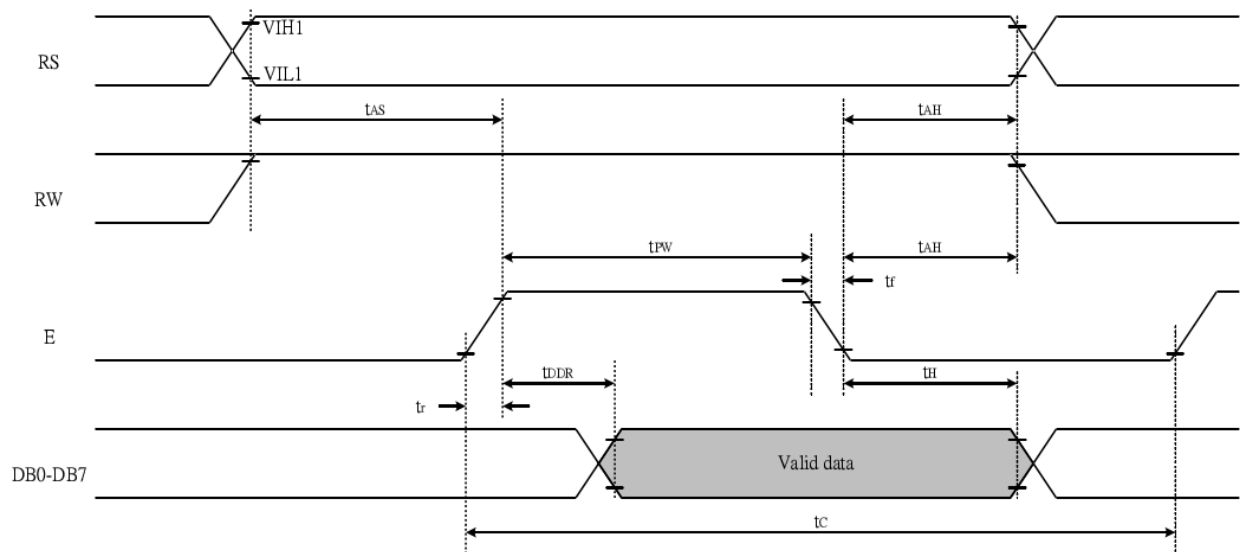 VIH1
RS
VIL1
tAS
tAH
RW
tPW
tAH
tf
E
tDDR
tH
tr
Valid data
DB0-DB7
tC